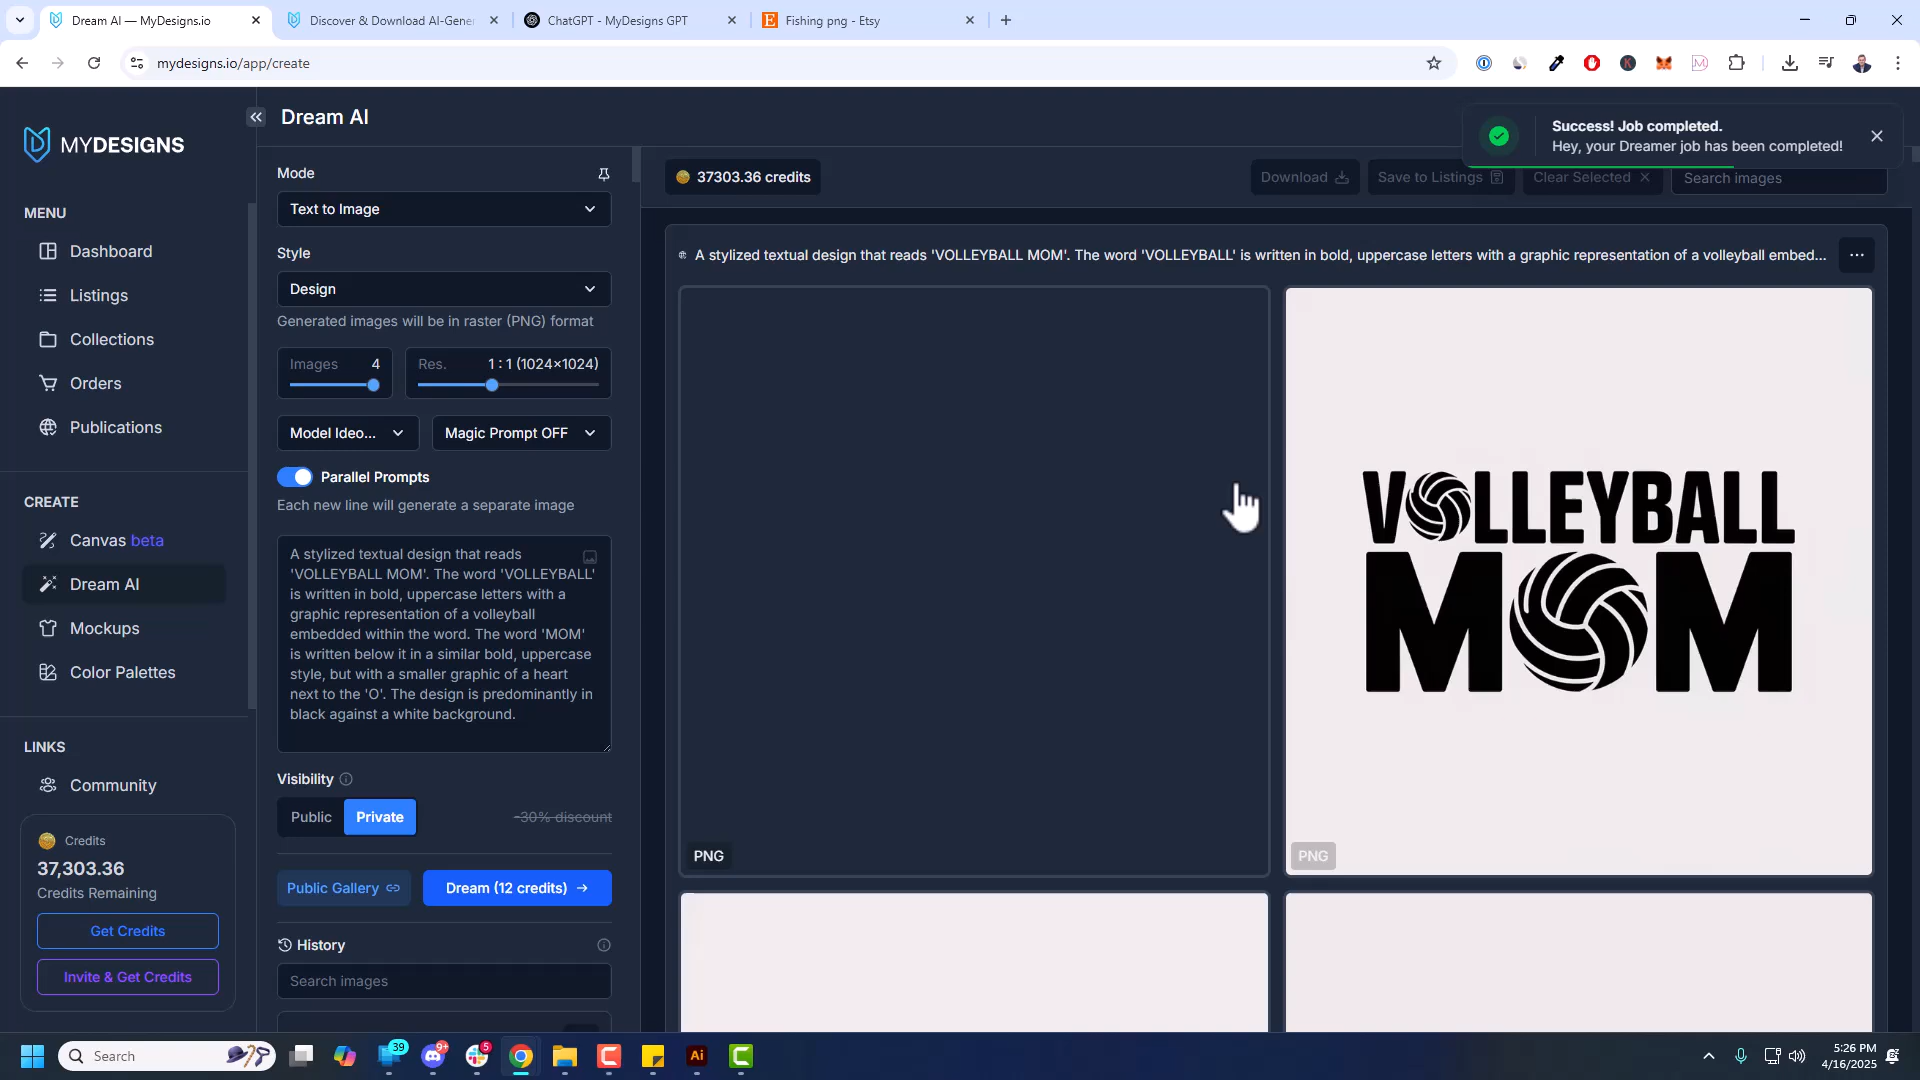 Dream AI — MyDesigns.io
Discover & Download AI-Gener
ChatGPT - MyDesigns GPT
Fishing png - Etsy
mydesigns.io/app/create
MYDESIGNS
Dream AI
Success! Job completed.
Hey, your Dreamer job has been completed!
MENU
Dashboard
Listings
Collections
Orders
Publications
CREATE
Canvas beta
Dream AI
Mockups
Color Palettes
LINKS
Community
Credits
37,303.36
Credits Remaining
Get Credits
Invite & Get Credits
Mode
Text to Image
Style
Design
Generated images will be in raster (PNG) format
Images 4
Res. 1 : 1 (1024×1024)
Model Ideo...
Magic Prompt OFF
Parallel Prompts
Each new line will generate a separate image
A stylized textual design that reads
'VOLLEYBALL MOM'. The word 'VOLLEYBALL'
is written in bold, uppercase letters with a
graphic representation of a volleyball
embedded within the word. The word 'MOM'
is written below it in a similar bold, uppercase
style, but with a smaller graphic of a heart
next to the 'O'. The design is predominantly in
black against a white background.
Visibility
Public
Private
-30% discount
Public Gallery
Dream (12 credits) →
History
Search images
37303.36 credits
Download
Save to Listings
Clear Selected
Search images
A stylized textual design that reads 'VOLLEYBALL MOM'. The word 'VOLLEYBALL' is written in bold, uppercase letters with a graphic representation of a volleyball embed...
PNG
VOLLEYBALL
MOM
PNG
Search
39
9+
5
Ai
5:26 PM
4/16/2025